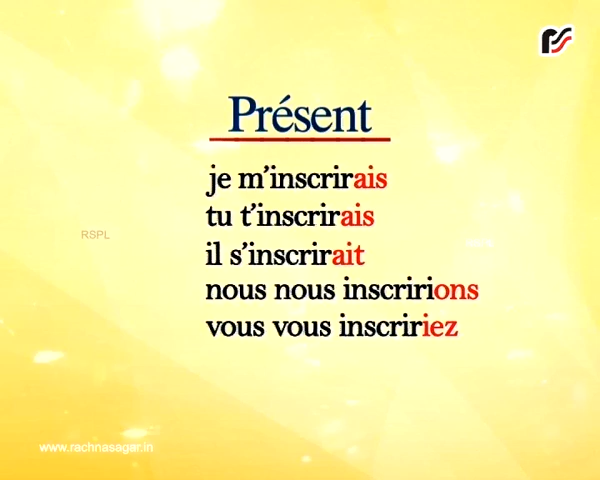 Présent
je m'inscrirais
tu t'inscrirais
il s'inscrirait
nous nous inscririons
vous vous inscririez
RSPL
www.rachnasagar.in